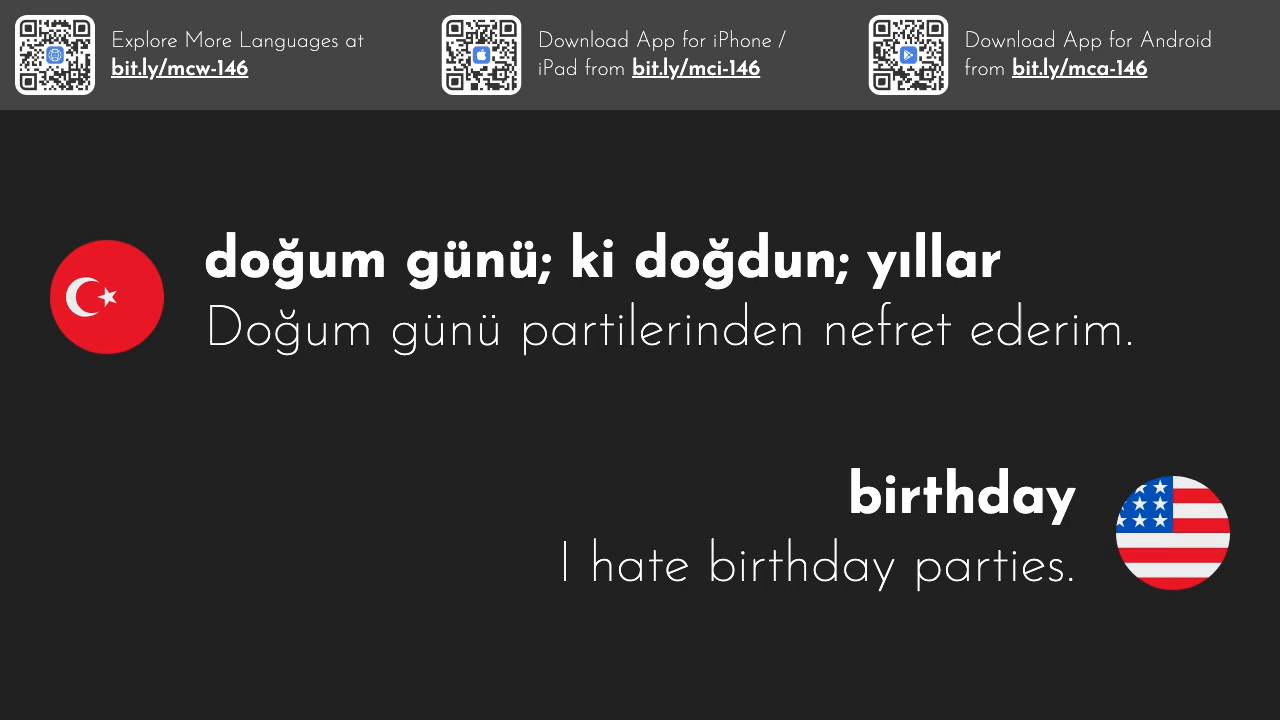 Explore More Languages at
bit.ly/mcw-146
Download App for iPhone /
iPad from bit.ly/mci-146
Download App for Android
from bit.ly/mca-146
doğum günü; ki doğdun; yıllar
Doğum günü partilerinden nefret ederim.
birthday
I hate birthday parties.